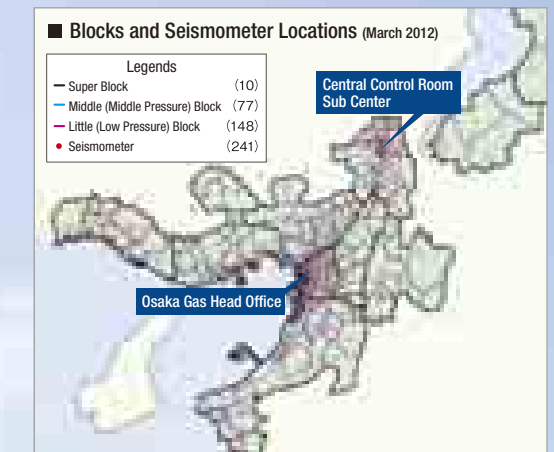 ■ Blocks and Seismometer Locations (March 2012)
Legends
Super Block (10)
Middle (Middle Pressure) Block (77)
Little (Low Pressure) Block (148)
Seismometer (241)
Central Control Room
Sub Center
Osaka Gas Head Office